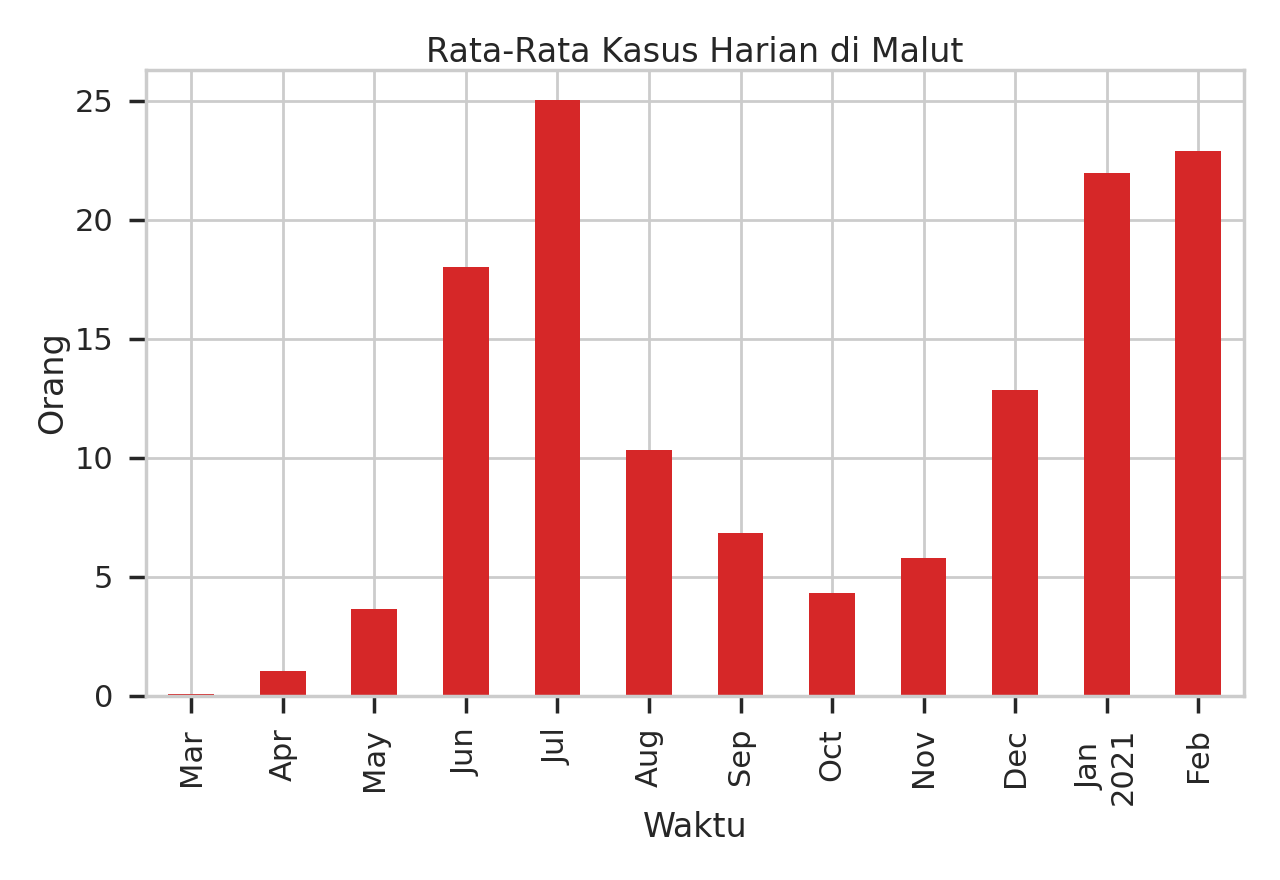 Rata-Rata Kasus Harian di Malut
25
20
15
10
5
0
Orang
Mar
Apr
May
Jun
Jul
Aug
Sep
Oct
Nov
Dec
Jan
2021
Feb
Waktu